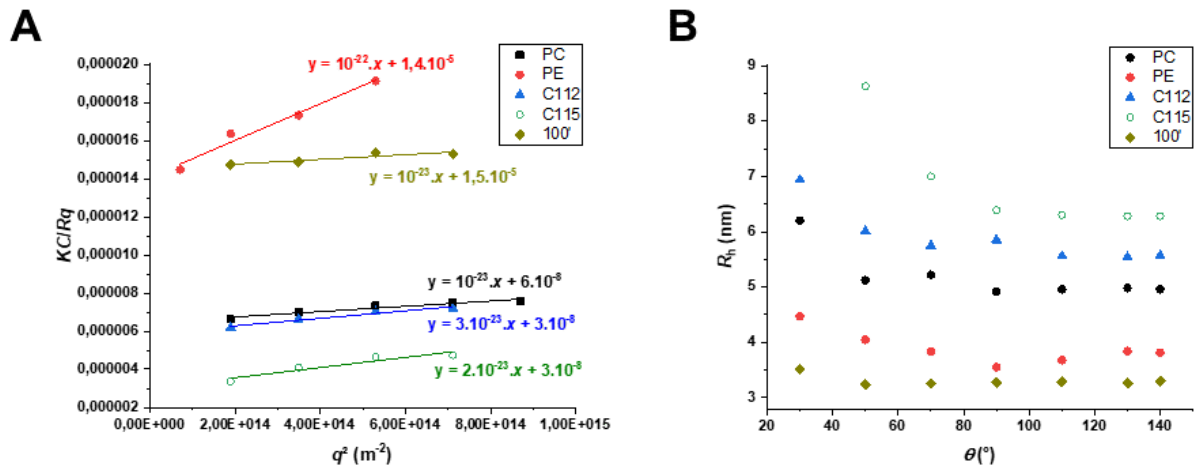 A
0,000020
0,000018
0,000016
0,000014
0,000012
0,000010
0,000008
0,000006
0,000004
0,000002
KC/Rq
0,00E+000 2,00E+014 4,00E+014 6,00E+014 8,00E+014 1,00E+015
q² (m⁻²)
y = 10⁻²².x + 1,4.10⁻⁵
y = 10⁻²³.x + 1,5.10⁻⁵
y = 10⁻²³.x + 6.10⁻⁸
y = 3.10⁻²³.x + 3.10⁻⁸
y = 2.10⁻²³.x + 3.10⁻⁸
PC
PE
C112
C115
100'
B
9
8
7
6
5
4
3
Rₕ (nm)
20 40 60 80 100 120 140
θ (°)
PC
PE
C112
C115
100'